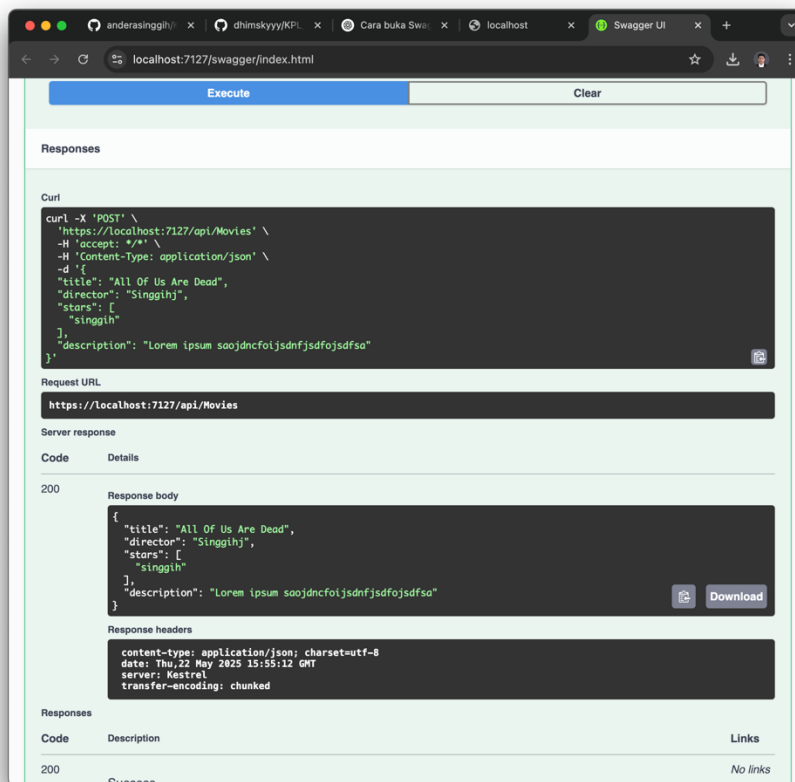 anderasinggih/
dhimskyyy/KPL
Cara buka Swag
localhost
Swagger UI
localhost:7127/swagger/index.html
Execute
Clear
Responses
Curl
curl -X 'POST' \
'https://localhost:7127/api/Movies' \
-H 'accept: */*' \
-H 'Content-Type: application/json' \
-d '{
"title": "All Of Us Are Dead",
"director": "Singgihj",
"stars": [
"singgih"
],
"description": "Lorem ipsum saojdncfoijsdnfjsdfojsdfsa"
}'
Request URL
https://localhost:7127/api/Movies
Server response
Code Details
200
Response body
{
"title": "All Of Us Are Dead",
"director": "Singgihj",
"stars": [
"singgih"
],
"description": "Lorem ipsum saojdncfoijsdnfjsdfojsdfsa"
}
Download
Response headers
content-type: application/json; charset=utf-8
date: Thu,22 May 2025 15:55:12 GMT
server: Kestrel
transfer-encoding: chunked
Responses
Code Description Links
200 No links
Success